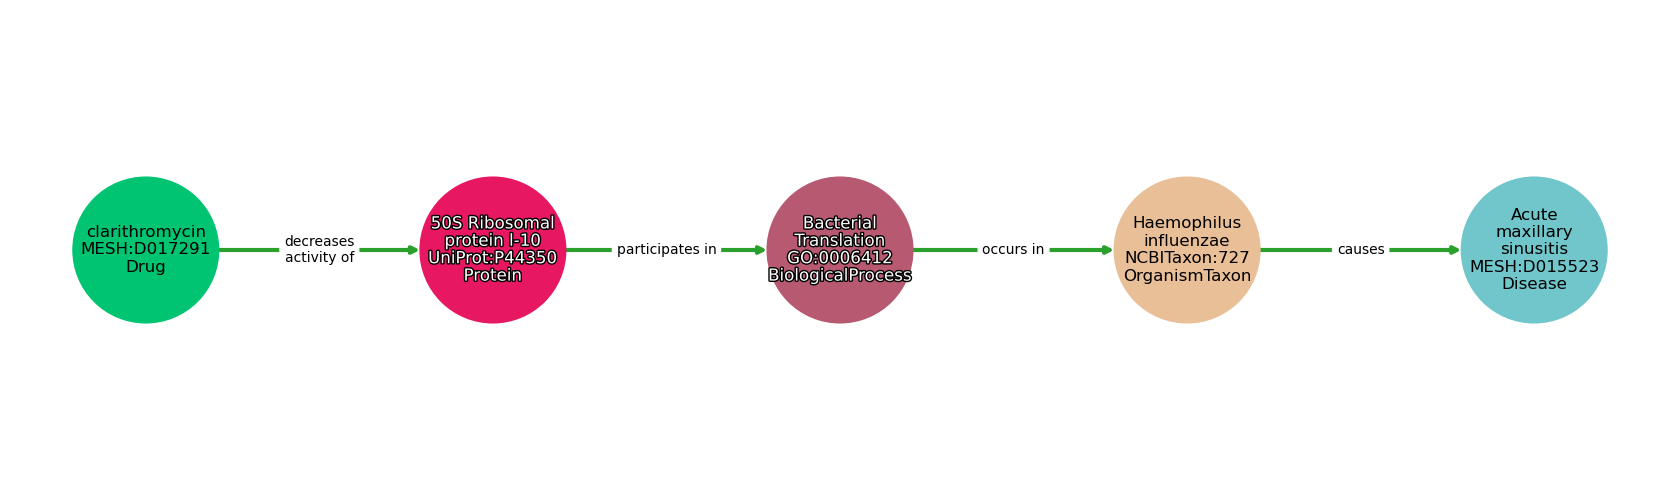 clarithromycin
MESH:D017291
Drug
decreases
activity of
50S Ribosomal
protein l-10
UniProt:P44350
Protein
participates in
Bacterial
Translation
GO:0006412
BiologicalProcess
occurs in
Haemophilus
influenzae
NCBITaxon:727
OrganismTaxon
causes
Acute
maxillary
sinusitis
MESH:D015523
Disease